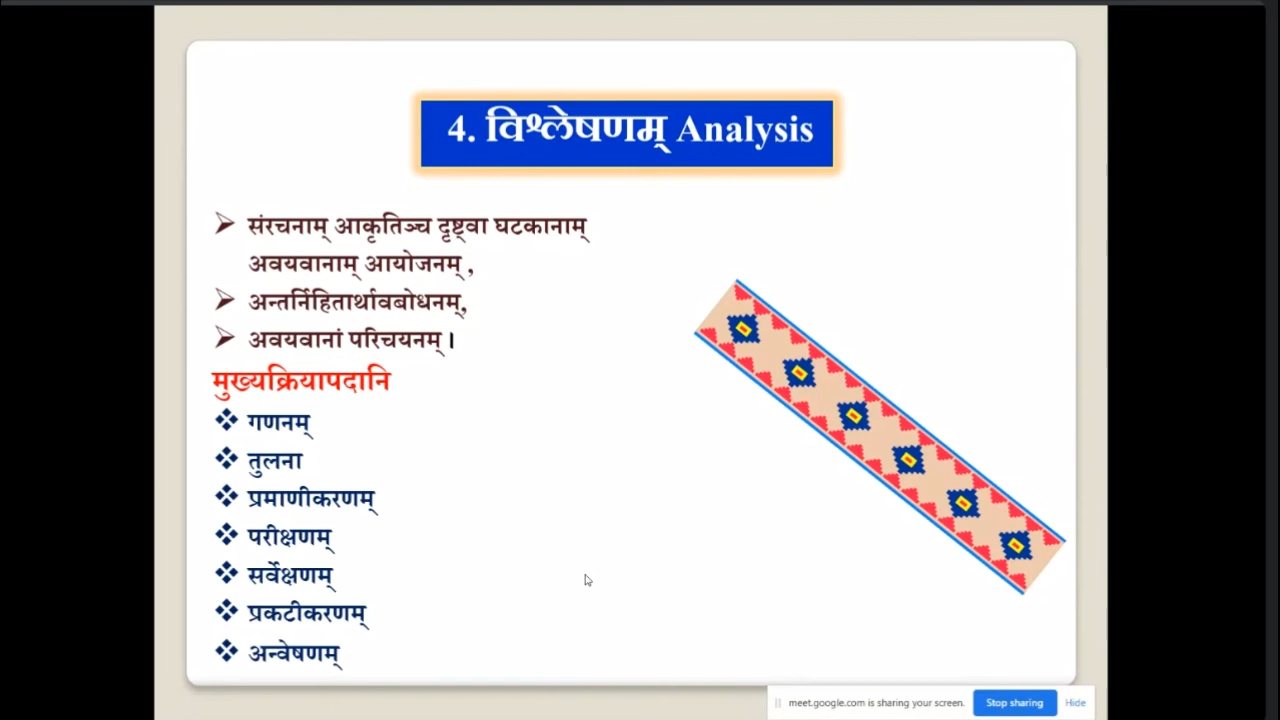 4. विश्लेषणम् Analysis
संरचनाम् आकृतिञ्च दृष्ट्वा घटकानाम्
अवयवानाम् आयोजनम् ,
अन्तर्निहितार्थावबोधनम्,
अवयवानां परिचयनम् ।
मुख्यक्रियापदानि
गणनम्
तुलना
प्रमाणीकरणम्
परीक्षणम्
सर्वेक्षणम्
प्रकटीकरणम्
अन्वेषणम्
meet.google.com is sharing your screen. Stop sharing Hide